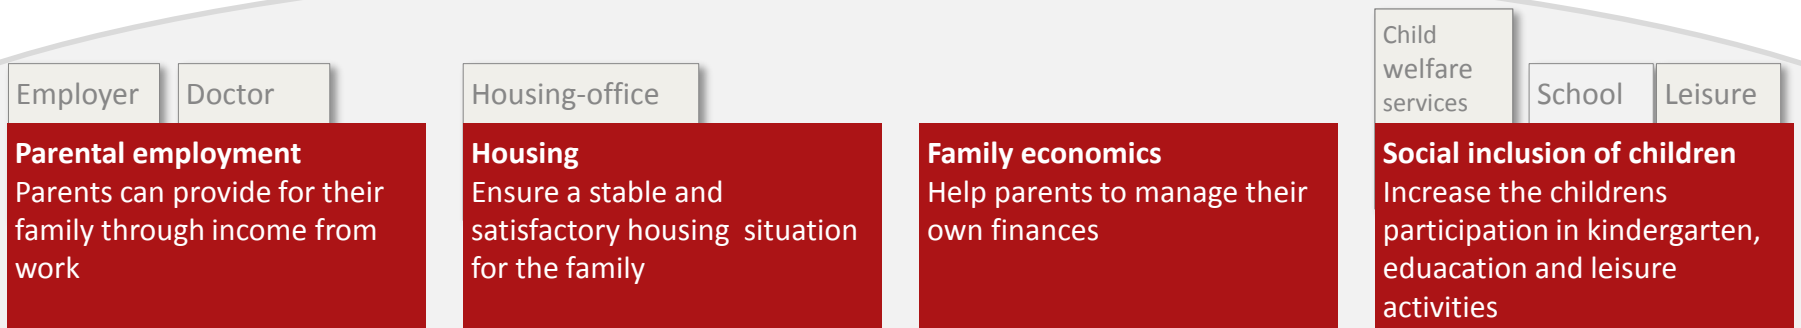 Employer
Doctor
Parental employment
Parents can provide for their
family through income from
work
Housing-office
Housing
Ensure a stable and
satisfactory housing  situation
for the family
Family economics
Help parents to manage their
own finances
Child
welfare
services
School
Leisure
Social inclusion of children
Increase the childrens
participation in kindergarten,
eduacation and leisure
activities